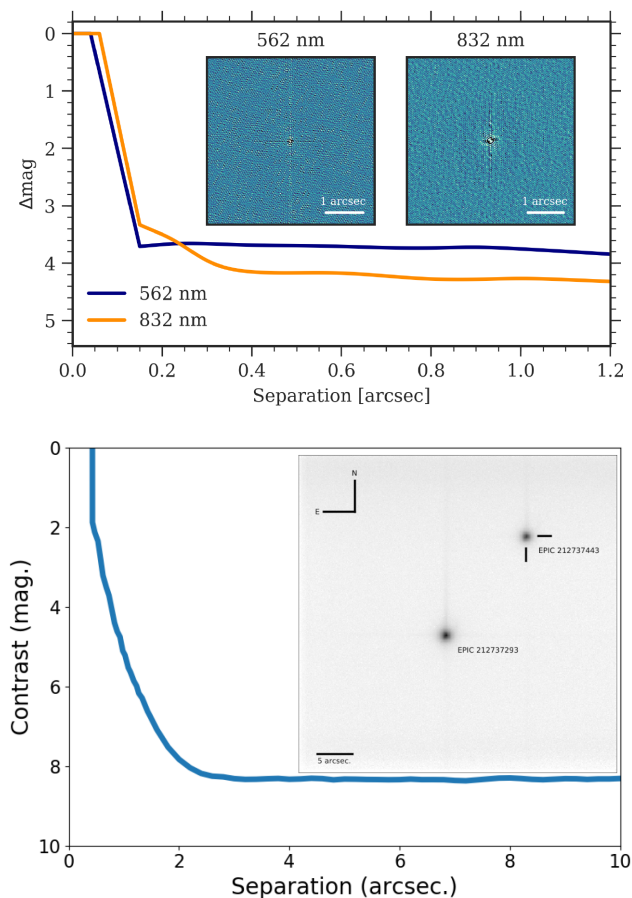 562 nm 832 nm
0
1
2
3
4
5
Δmag
1 arcsec 1 arcsec
562 nm
832 nm
0.0 0.2 0.4 0.6 0.8 1.0 1.2
Separation [arcsec]
0
2
4
6
8
10
Contrast (mag.)
N
E
EPIC 212737443
EPIC 212737293
5 arcsec.
0 2 4 6 8 10
Separation (arcsec.)